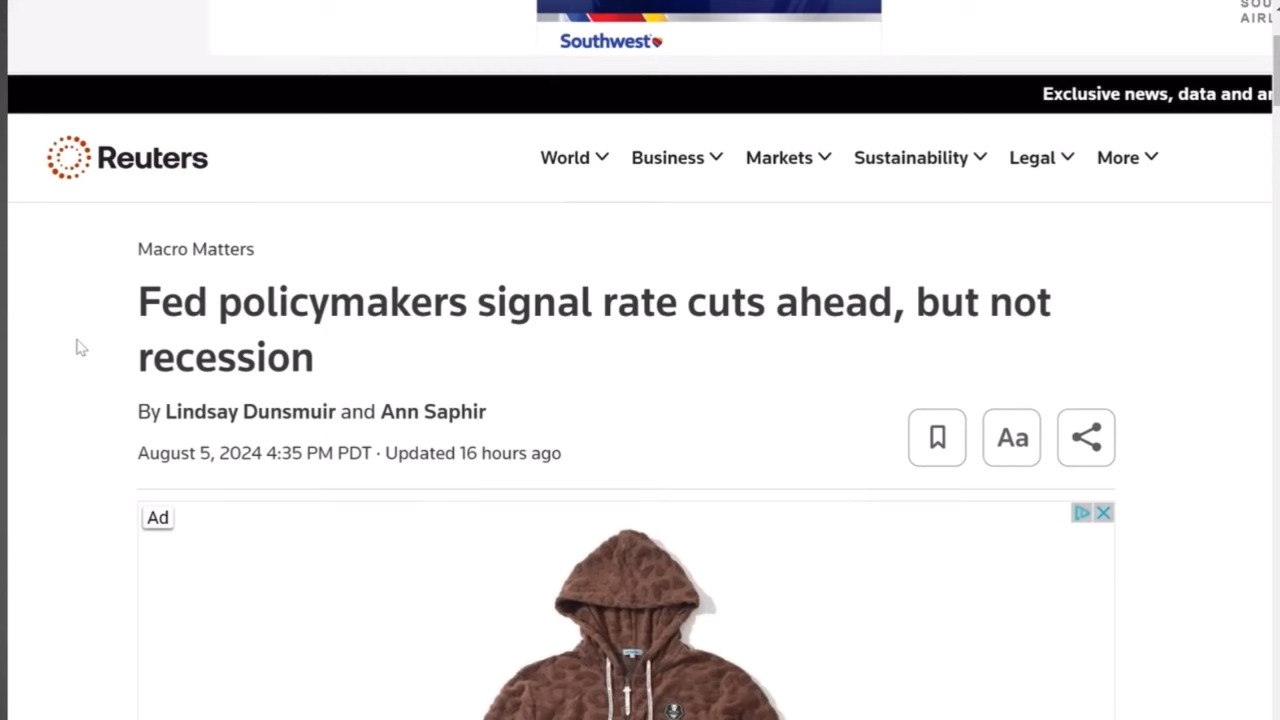 SOU
AIRL
Southwest
Exclusive news, data and
Reuters
World Business Markets Sustainability Legal More
Macro Matters
Fed policymakers signal rate cuts ahead, but not
recession
By Lindsay Dunsmuir and Ann Saphir
August 5, 2024 4:35 PM PDT · Updated 16 hours ago
Aa
Ad